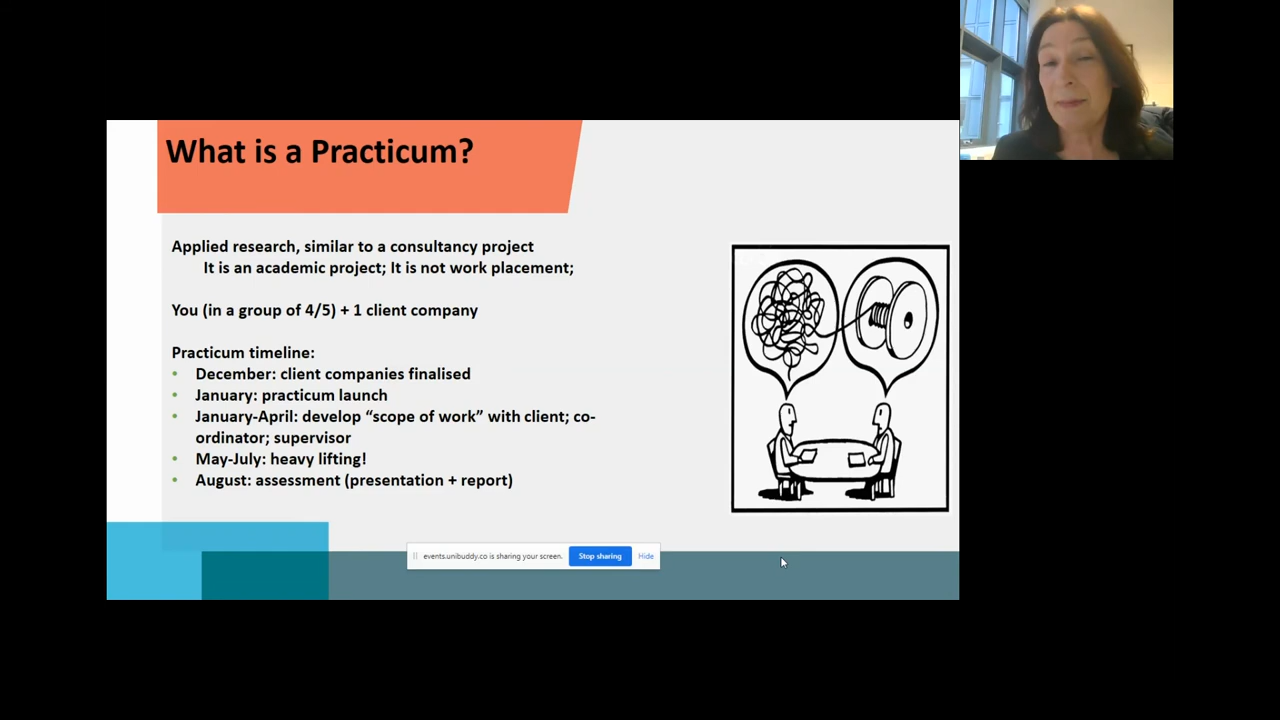 What is a Practicum?
Applied research, similar to a consultancy project
It is an academic project; It is not work placement;
You (in a group of 4/5) + 1 client company
Practicum timeline:
• December: client companies finalised
• January: practicum launch
• January-April: develop “scope of work” with client; co-
ordinator; supervisor
• May-July: heavy lifting!
• August: assessment (presentation + report)
events.unibuddy.co is sharing your screen. Stop sharing Hide